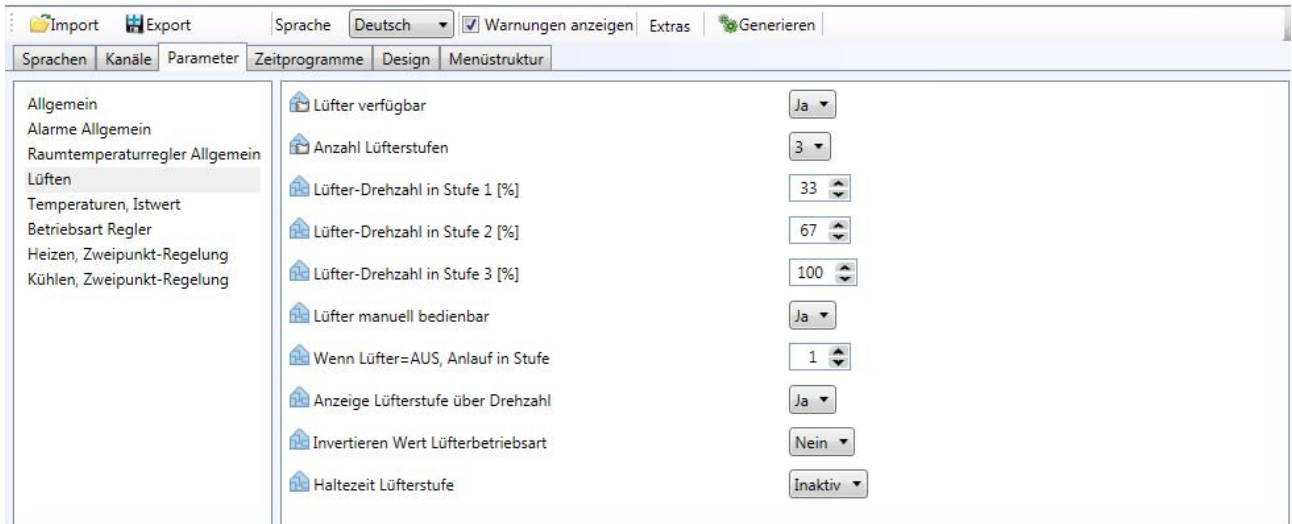 Import Export Sprache Deutsch Warnungen anzeigen Extras Generieren
Sprachen Kanäle Parameter Zeitprogramme Design Menüstruktur
Allgemein
Alarme Allgemein
Raumtemperaturregler Allgemein
Lüften
Temperaturen, Istwert
Betriebsart Regler
Heizen, Zweipunkt-Regelung
Kühlen, Zweipunkt-Regelung
Lüfter verfügbar Ja
Anzahl Lüfterstufen 3
Lüfter-Drehzahl in Stufe 1 [%] 33
Lüfter-Drehzahl in Stufe 2 [%] 67
Lüfter-Drehzahl in Stufe 3 [%] 100
Lüfter manuell bedienbar Ja
Wenn Lüfter=AUS, Anlauf in Stufe 1
Anzeige Lüfterstufe über Drehzahl Ja
Invertieren Wert Lüfterbetriebsart Nein
Haltezeit Lüfterstufe Inaktiv